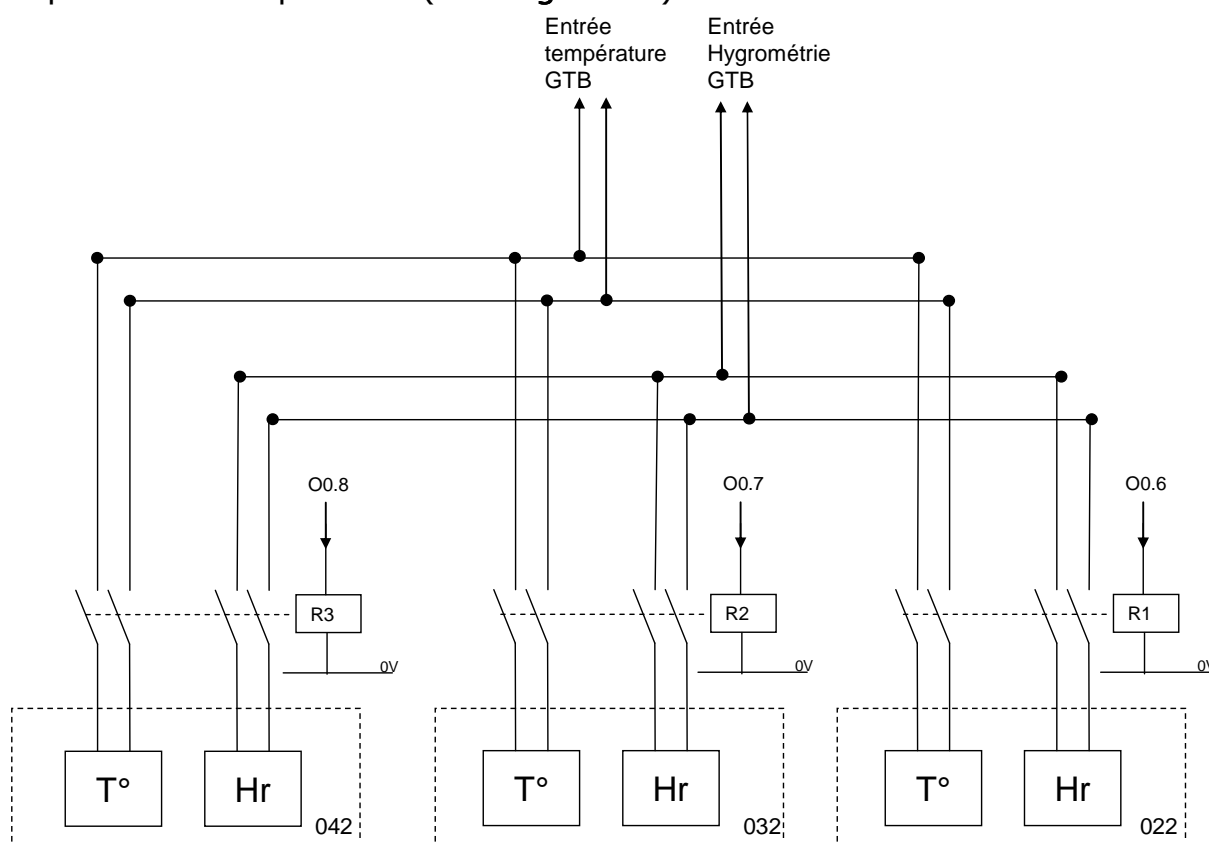 Entrée
température
GTB
Entrée
Hygrométrie
GTB
O0.8
O0.7
O0.6
R3
R2
R1
0V
0V
T°
Hr
042
T°
Hr
032
T°
Hr
022